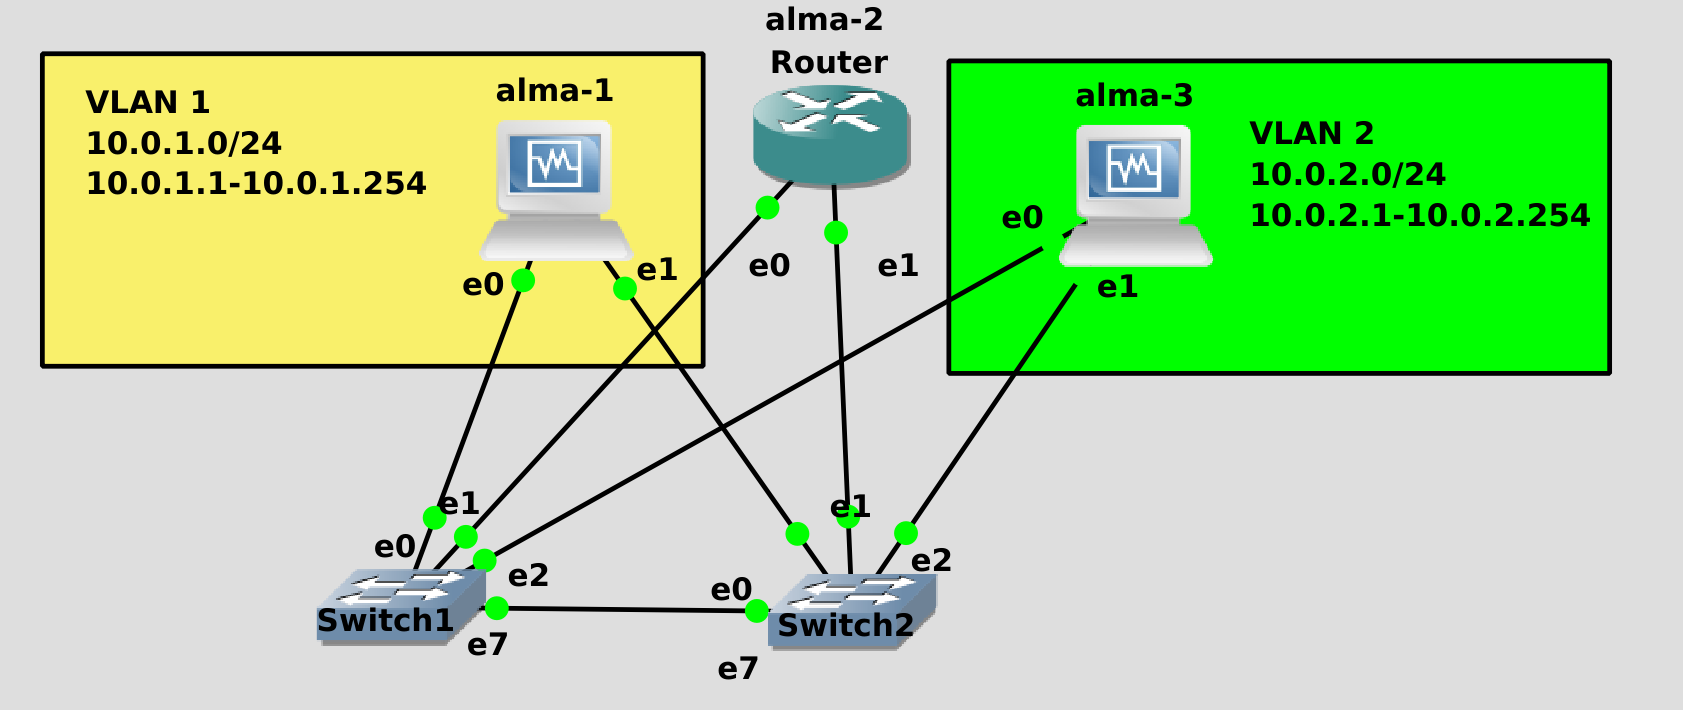 alma-2
Router
VLAN 1
10.0.1.0/24
10.0.1.1-10.0.1.254
alma-1
alma-3
VLAN 2
10.0.2.0/24
10.0.2.1-10.0.2.254
e0
e1
e0
e1
e0
e1
e1
e0
e2
e7
Switch1
e1
e2
e0
Switch2
e7